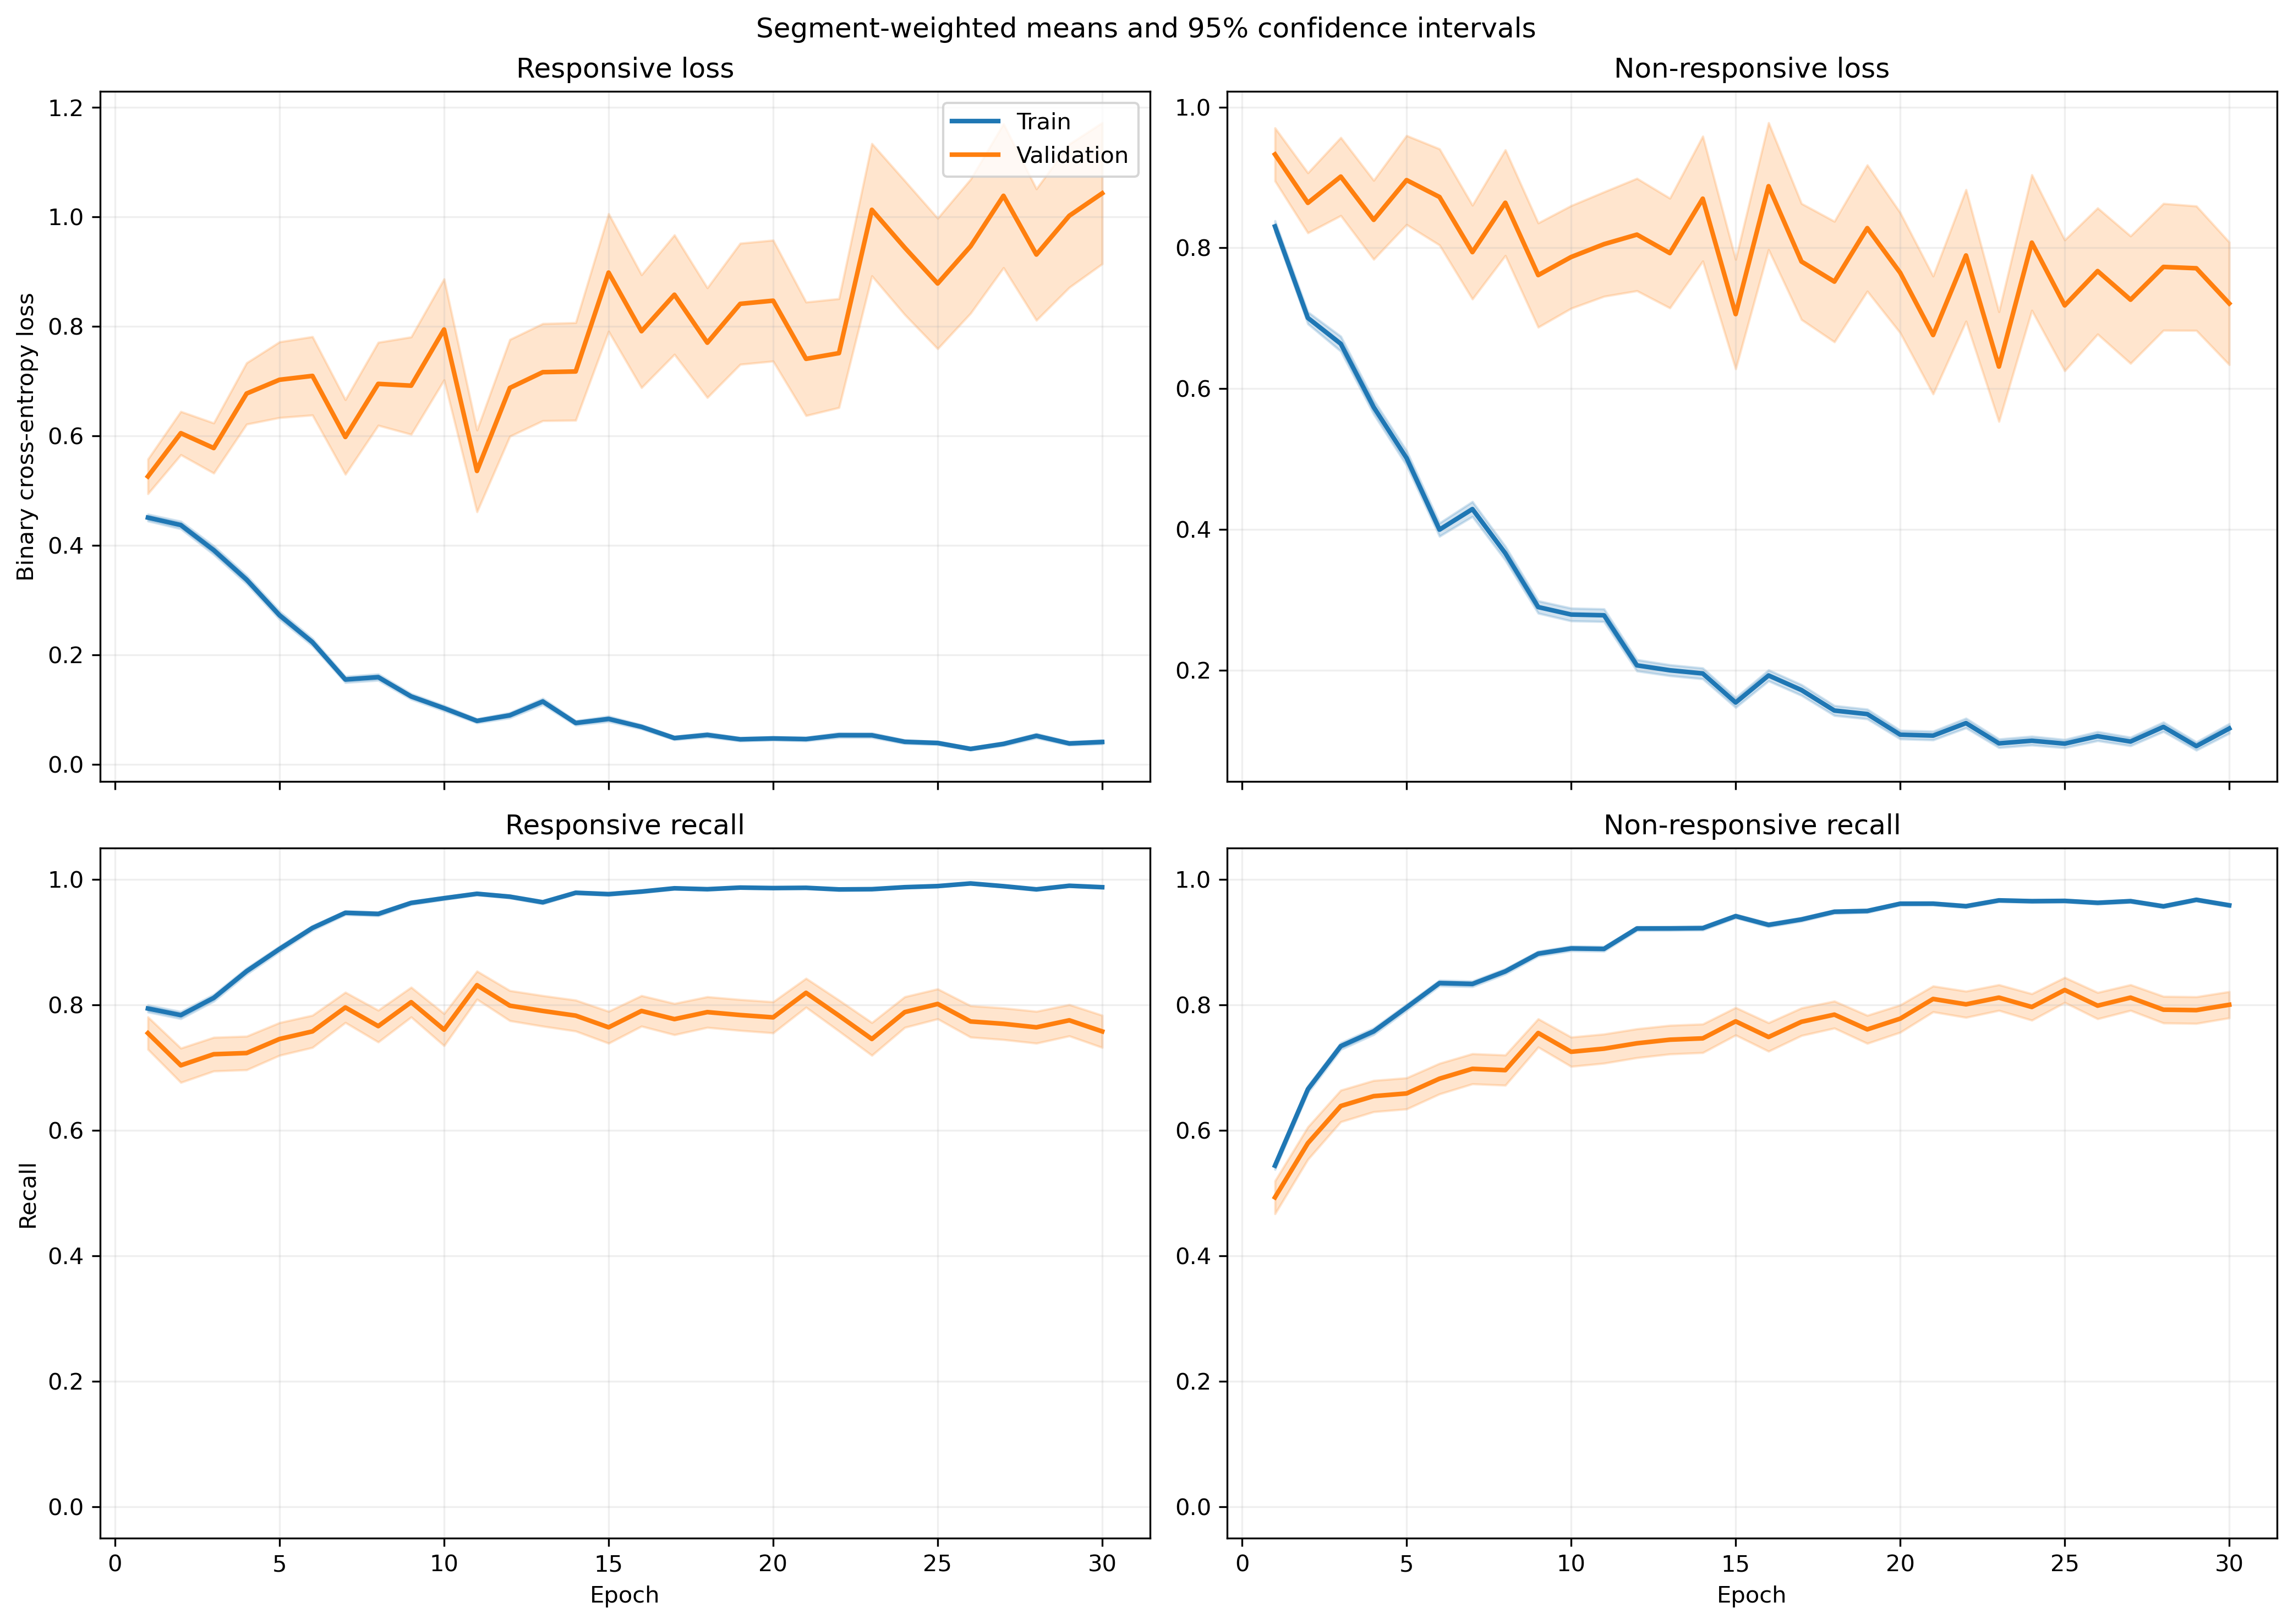 Segment-weighted means and 95% confidence intervals
Responsive loss
Non-responsive loss
Binary cross-entropy loss
1.2
1.0
0.8
0.6
0.4
0.2
0.0
Train
Validation
1.0
0.8
0.6
0.4
0.2
Responsive recall
Non-responsive recall
Recall
1.0
0.8
0.6
0.4
0.2
0.0
0 5 10 15 20 25 30
Epoch
1.0
0.8
0.6
0.4
0.2
0.0
0 5 10 15 20 25 30
Epoch